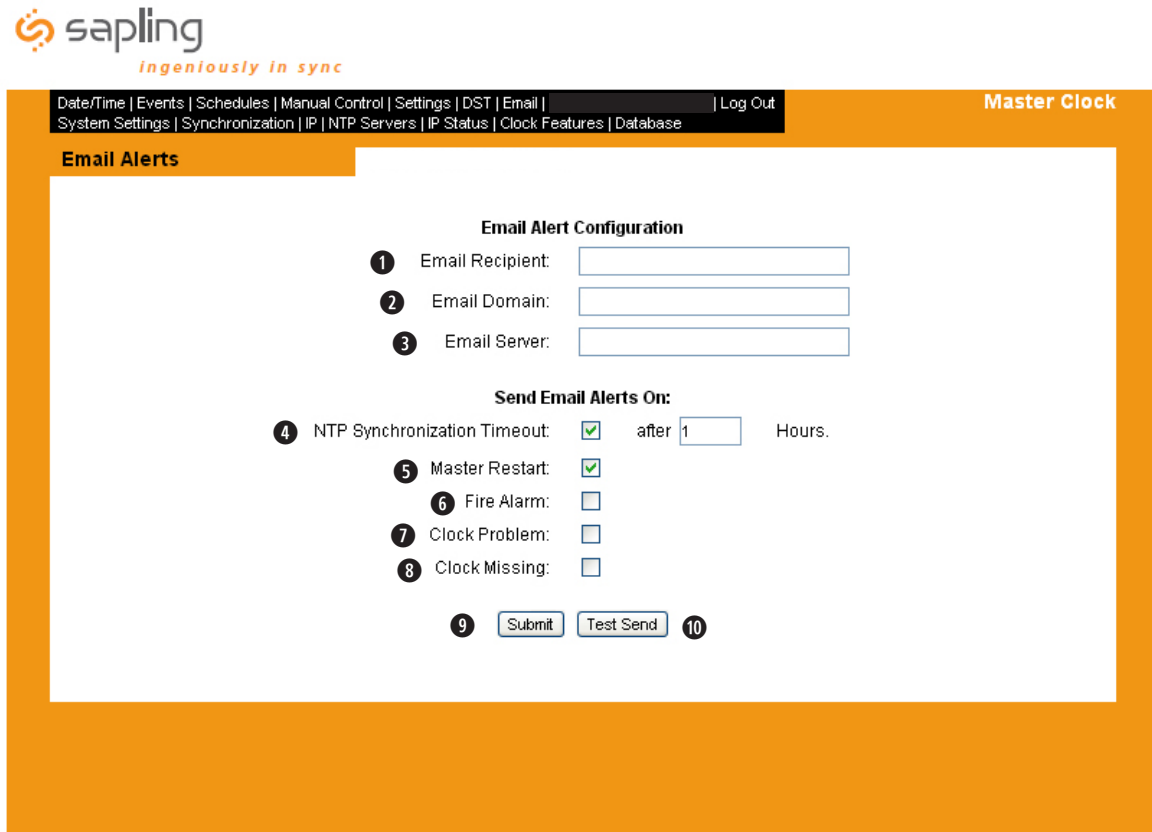 sapling
ingeniously in sync
Date/Time | Events | Schedules | Manual Control | Settings | DST | Email | | Log Out
System Settings | Synchronization | IP | NTP Servers | IP Status | Clock Features | Database
Master Clock
Email Alerts
Email Alert Configuration
1 Email Recipient:
2 Email Domain:
3 Email Server:
Send Email Alerts On:
4 NTP Synchronization Timeout: after 1 Hours.
5 Master Restart:
6 Fire Alarm:
7 Clock Problem:
8 Clock Missing:
9 Submit Test Send 10